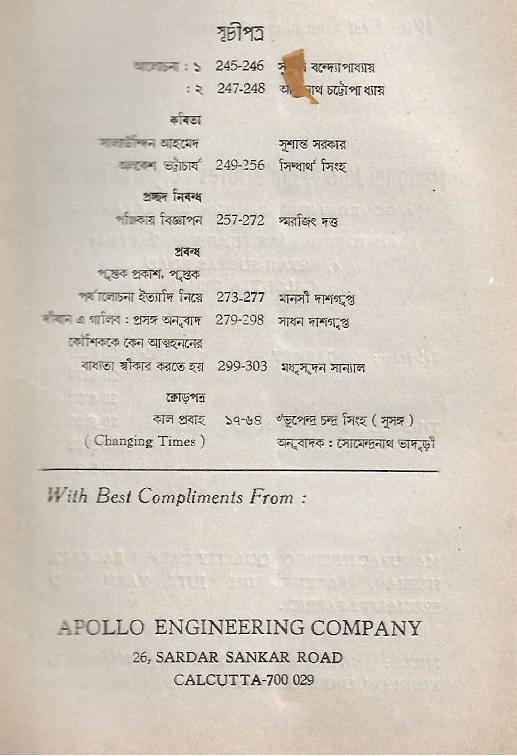 সূচীপত্র
আলোচনা : ১ 245-246 বন্দ্যোপাধ্যায়
: ২ 247-248 চট্টোপাধ্যায়
কবিতা
সালাউদ্দিন আহমেদ সুশান্ত সরকার
অলকেশ ভট্টাচার্য 249-256 সিদ্ধার্থ সিংহ
প্রচ্ছদ নিবন্ধ
পঞ্জিকায় বিজ্ঞাপন 257-272 স্মরজিৎ দত্ত
প্রবন্ধ
পুস্তক প্রকাশ, পুস্তক
পর্যালোচনা ইত্যাদি নিয়ে 273-277 মানসী দাশগুপ্ত
দীবান এ গালিব : প্রসঙ্গ অনুবাদ 279-298 সাধন দাশগুপ্ত
কৌশিককে কেন আত্মহননের
বাধ্যতা স্বীকার করতে হয় 299-303 মধুসূদন সান্যাল
ক্রোড়পত্র
কাল প্রবাহ ১৭-৬৪ ৺ভূপেন্দ্র চন্দ্র সিংহ ( সুসঙ্গ )
( Changing Times ) অনুবাদক : সোমেন্দ্রনাথ ভাদুড়ী
With Best Compliments From :
APOLLO ENGINEERING COMPANY
26, SARDAR SANKAR ROAD
CALCUTTA-700 029